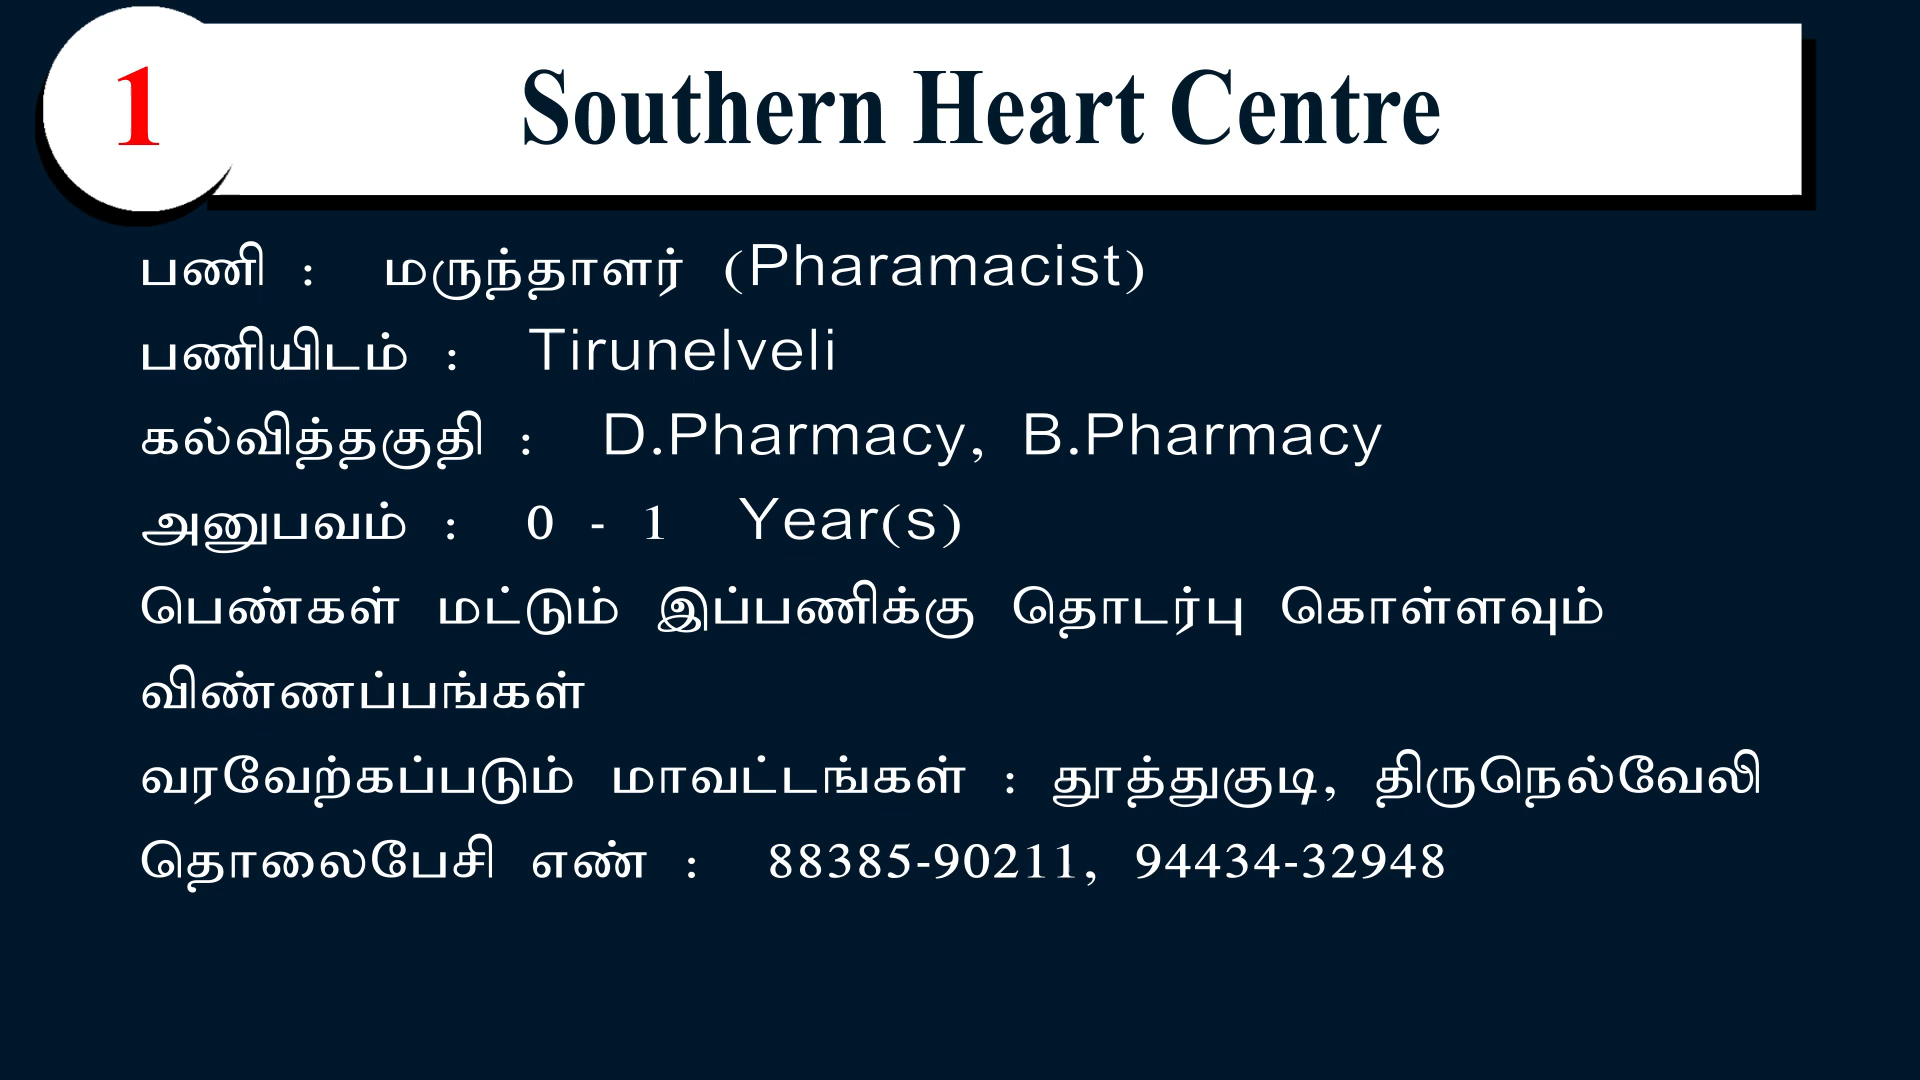 1
Southern Heart Centre
பணி : மருந்தாளர் (Pharamacist)
பணியிடம் : Tirunelveli
கல்வித்தகுதி : D.Pharmacy, B.Pharmacy
அனுபவம் : 0 - 1 Year(s)
பெண்கள் மட்டும் இப்பணிக்கு தொடர்பு கொள்ளவும்
விண்ணப்பங்கள்
வரவேற்கப்படும் மாவட்டங்கள் : தூத்துகுடி, திருநெல்வேலி
தொலைபேசி எண் : 88385-90211, 94434-32948